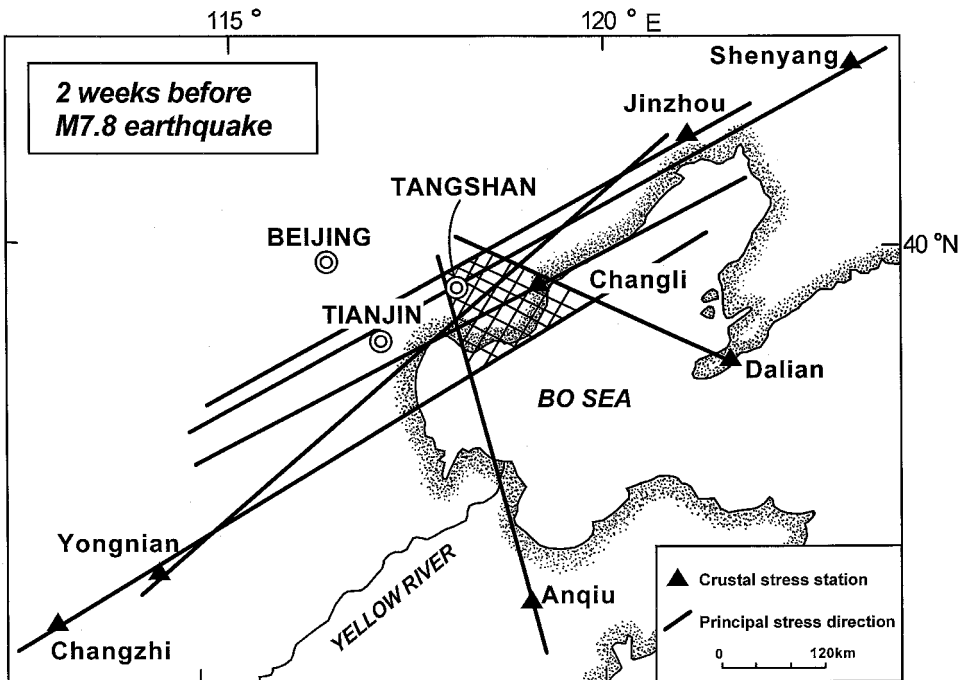 115 °
120 ° E
2 weeks before
M7.8 earthquake
Shenyang
Jinzhou
TANGSHAN
BEIJING
40 °N
Changli
TIANJIN
Dalian
BO SEA
Yongnian
YELLOW RIVER
Anqiu
Changzhi
Crustal stress station
Principal stress direction
0 120km